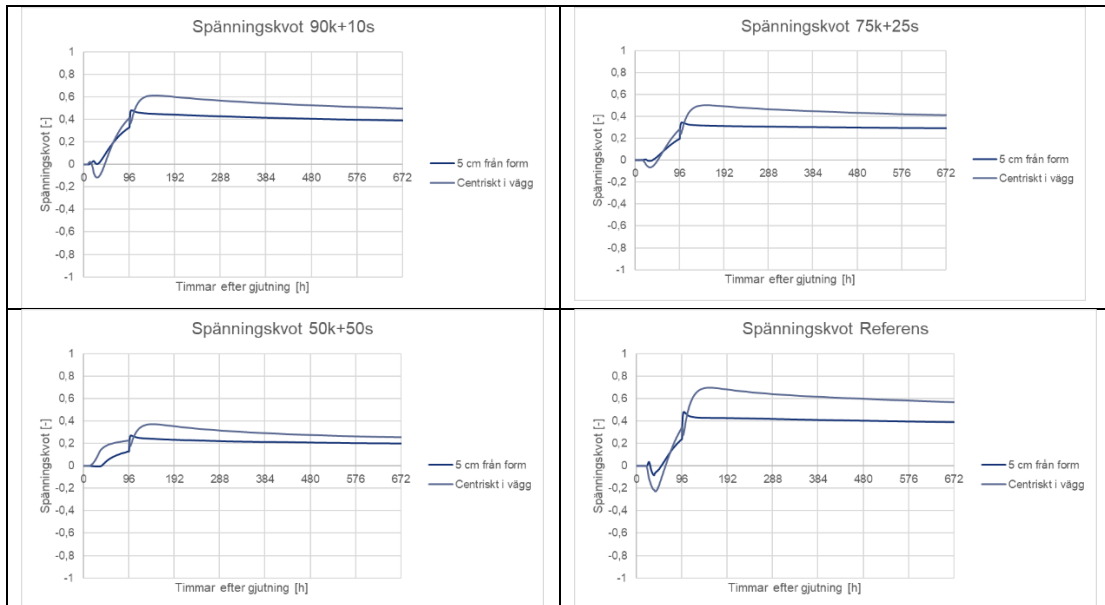 Spänningskvot 90k+10s
1
0,8
0,6
0,4
0,2
0
-0,2
-0,4
-0,6
-0,8
-1
0 96 192 288 384 480 576 672
Spänningskvot [-]
Timmar efter gjutning [h]
5 cm från form
Centriskt i vägg
Spänningskvot 75k+25s
1
0,8
0,6
0,4
0,2
0
-0,2
-0,4
-0,6
-0,8
-1
0 96 192 288 384 480 576 672
Spänningskvot [-]
Timmar efter gjutning [h]
5 cm från form
Centriskt i vägg
Spänningskvot 50k+50s
1
0,8
0,6
0,4
0,2
0
-0,2
-0,4
-0,6
-0,8
-1
0 96 192 288 384 480 576 672
Spänningskvot [-]
Timmar efter gjutning [h]
5 cm från form
Centriskt i vägg
Spänningskvot Referens
1
0,8
0,6
0,4
0,2
0
-0,2
-0,4
-0,6
-0,8
-1
0 96 192 288 384 480 576 672
Spänningskvot [-]
Timmar efter gjutning [h]
5 cm från form
Centriskt i vägg